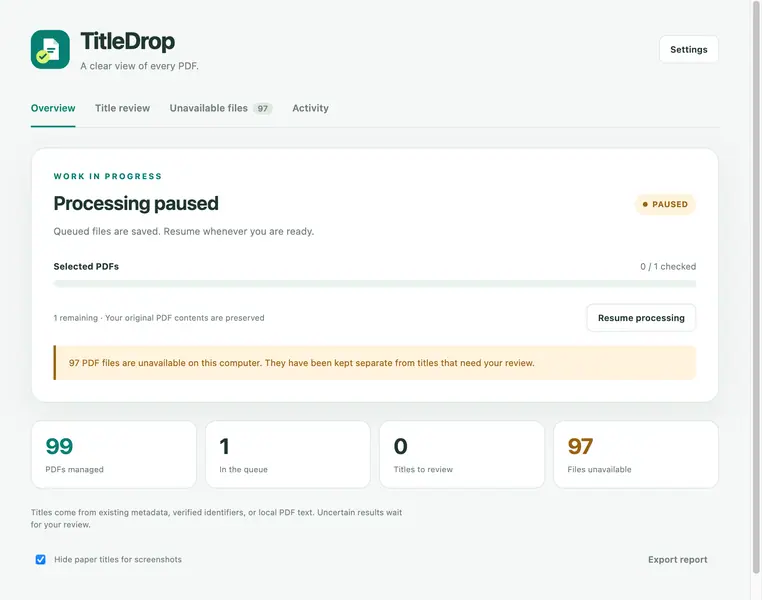 TitleDrop
A clear view of every PDF.
Settings
Overview
Title review
Unavailable files 97
Activity
WORK IN PROGRESS
Processing paused
PAUSED
Queued files are saved. Resume whenever you are ready.
Selected PDFs
0 / 1 checked
1 remaining · Your original PDF contents are preserved
Resume processing
97 PDF files are unavailable on this computer. They have been kept separate from titles that need your review.
99
PDFs managed
1
In the queue
0
Titles to review
97
Files unavailable
Titles come from existing metadata, verified identifiers, or local PDF text. Uncertain results wait
for your review.
Hide paper titles for screenshots
Export report